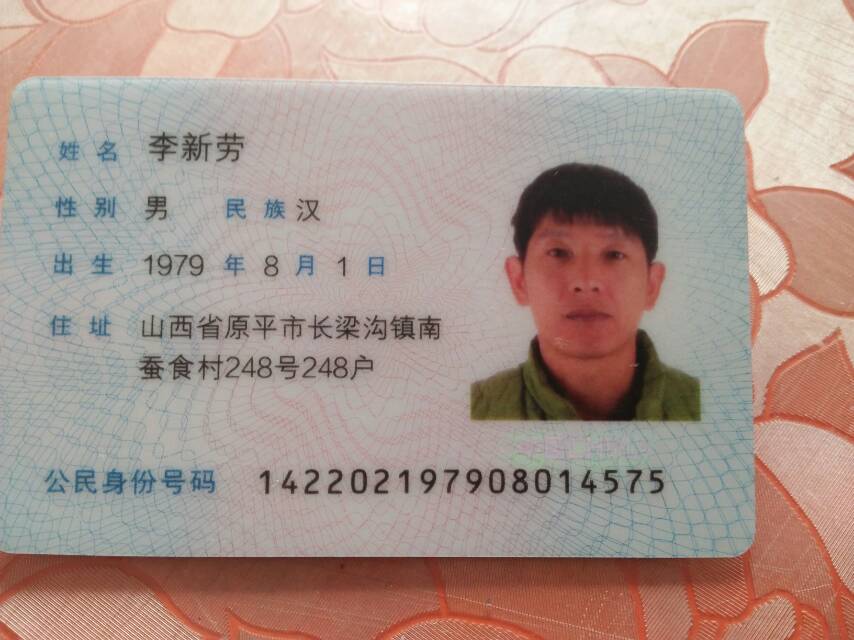 姓名 李新劳
性别 男 民族 汉
出生 1979 年 8 月 1 日
住址 山西省原平市长梁沟镇南
蚕食村248号248户
公民身份号码 142202197908014575